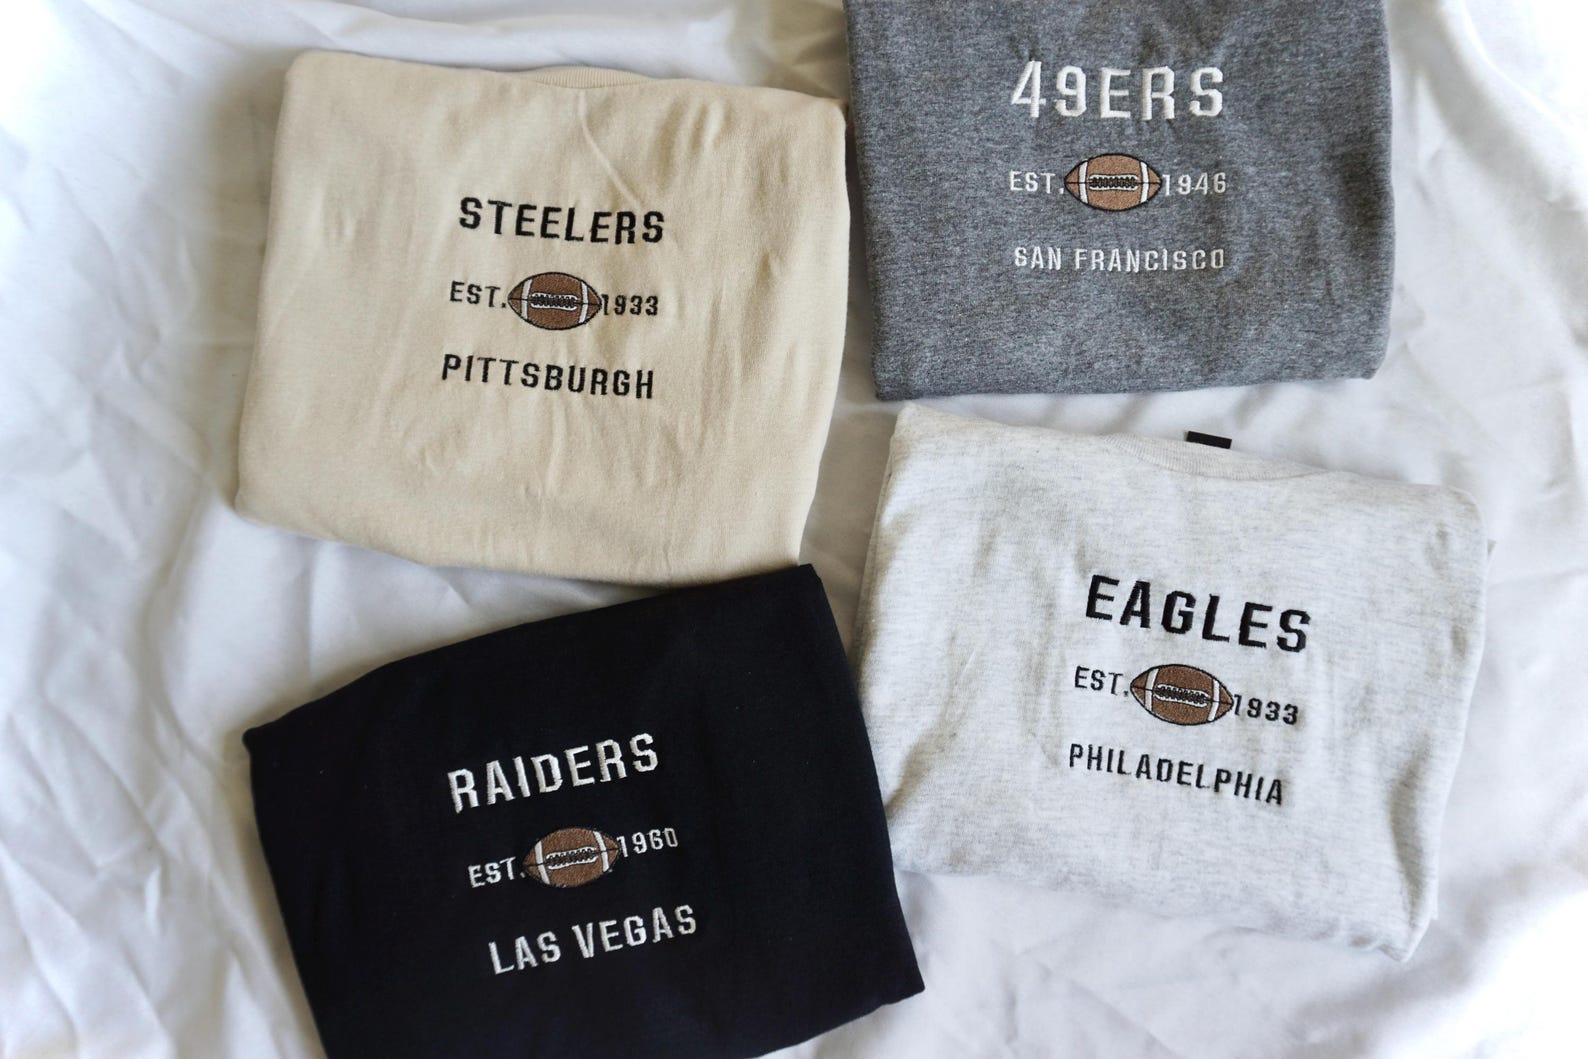 STEELERS
EST. 1933
PITTSBURGH
49ERS
EST. 1946
SAN FRANCISCO
RAIDERS
EST. 1960
LAS VEGAS
EAGLES
EST. 1933
PHILADELPHIA